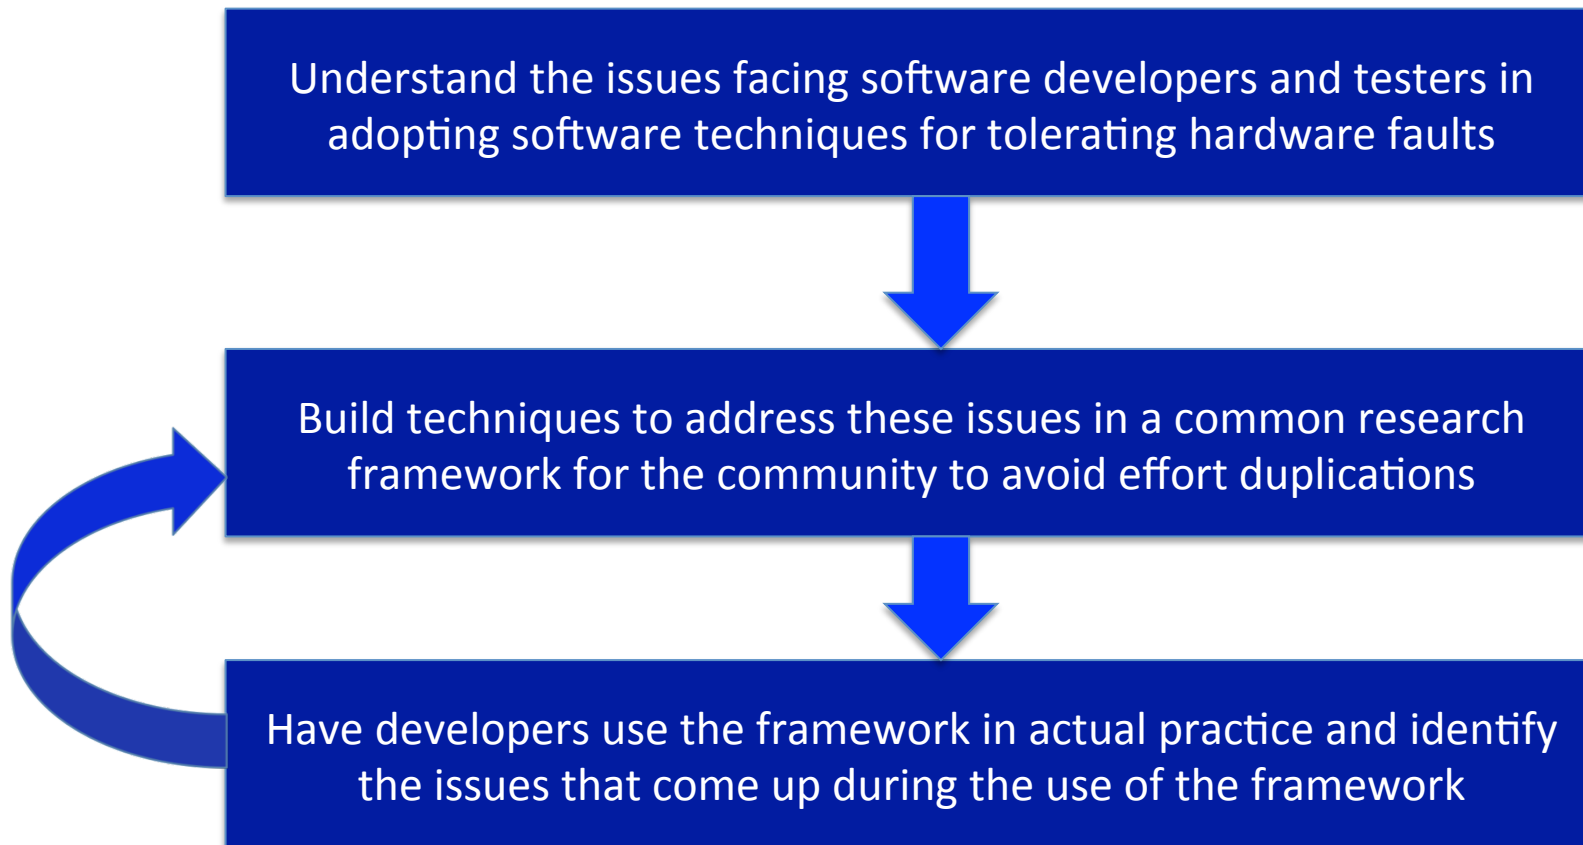 Understand the issues facing software developers and testers in
adopting software techniques for tolerating hardware faults
Build techniques to address these issues in a common research
framework for the community to avoid effort duplications
Have developers use the framework in actual practice and identify
the issues that come up during the use of the framework